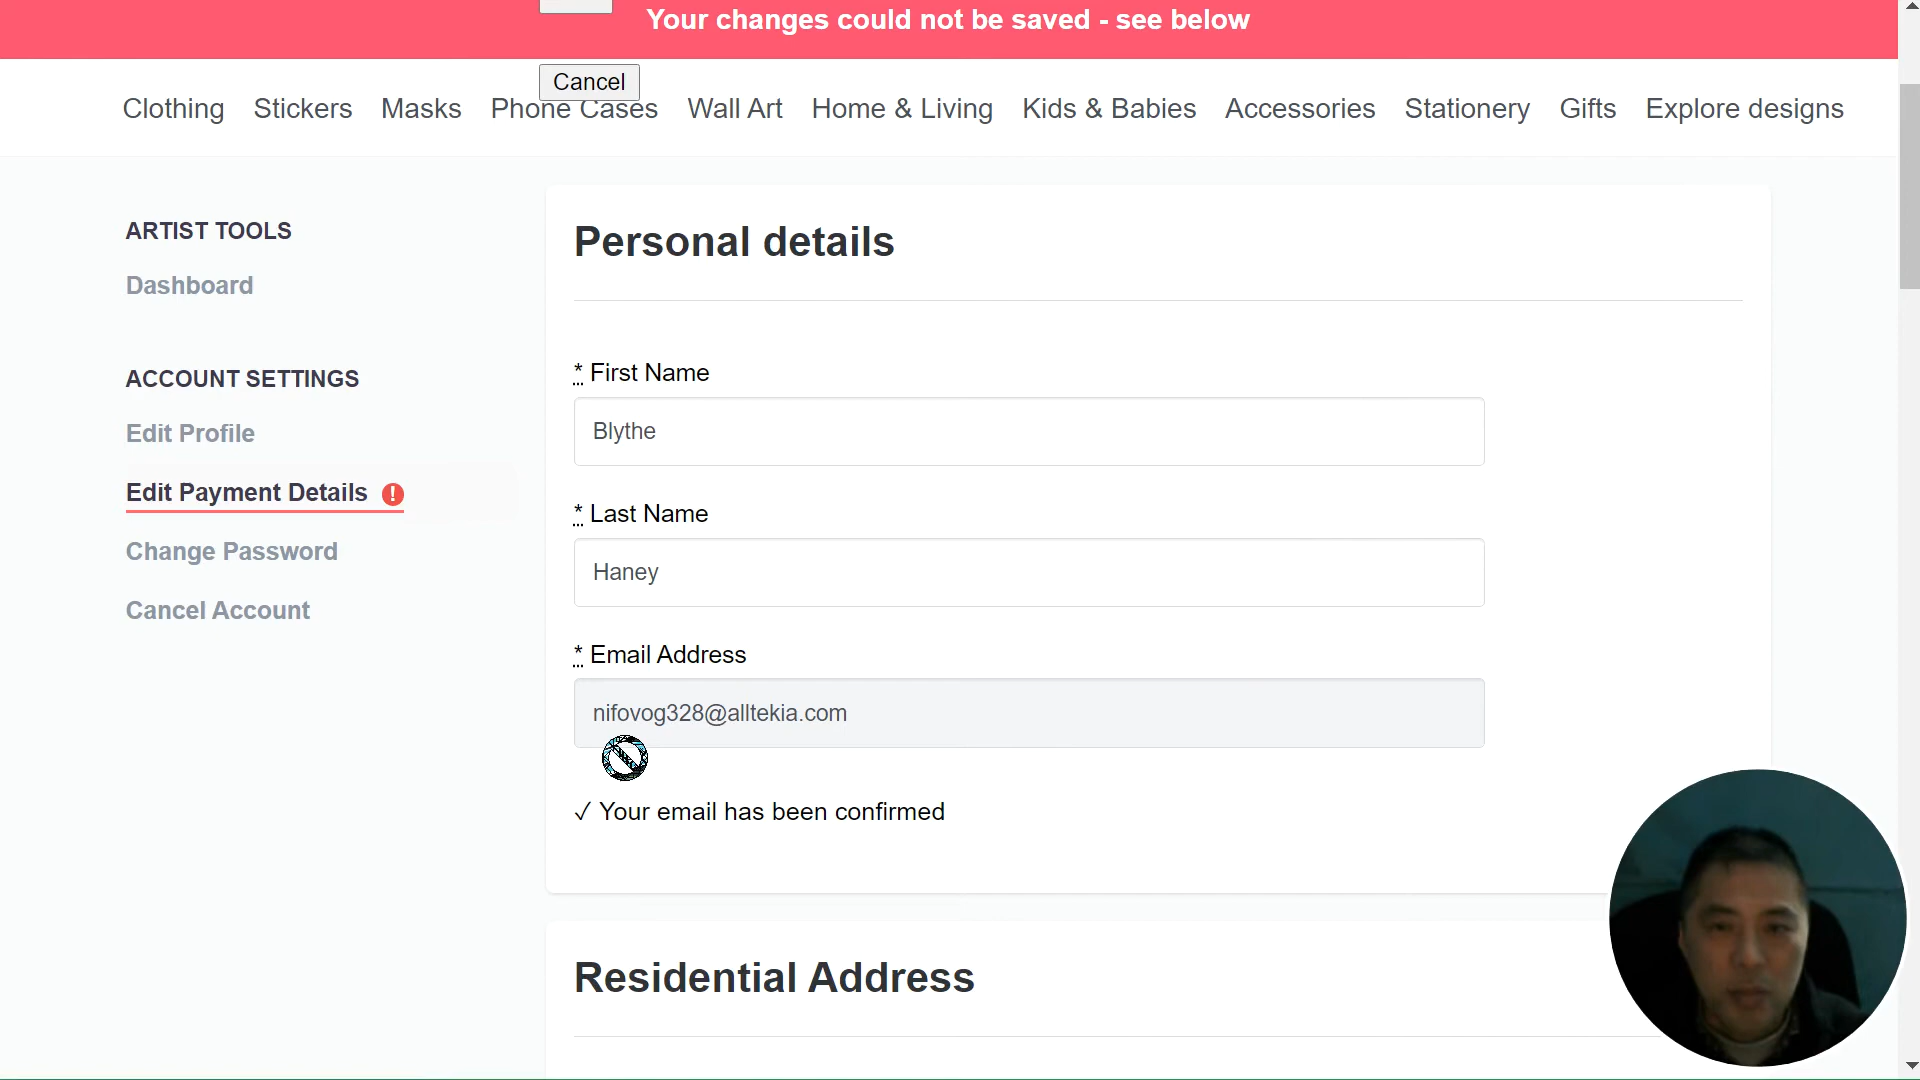 Your changes could not be saved - see below
Cancel
Clothing Stickers Masks Phone Cases Wall Art Home & Living Kids & Babies Accessories Stationery Gifts Explore designs
ARTIST TOOLS
Dashboard
ACCOUNT SETTINGS
Edit Profile
Edit Payment Details !
Change Password
Cancel Account
Personal details
* First Name
Blythe
* Last Name
Haney
* Email Address
nifovog328@alltekia.com
✓ Your email has been confirmed
Residential Address